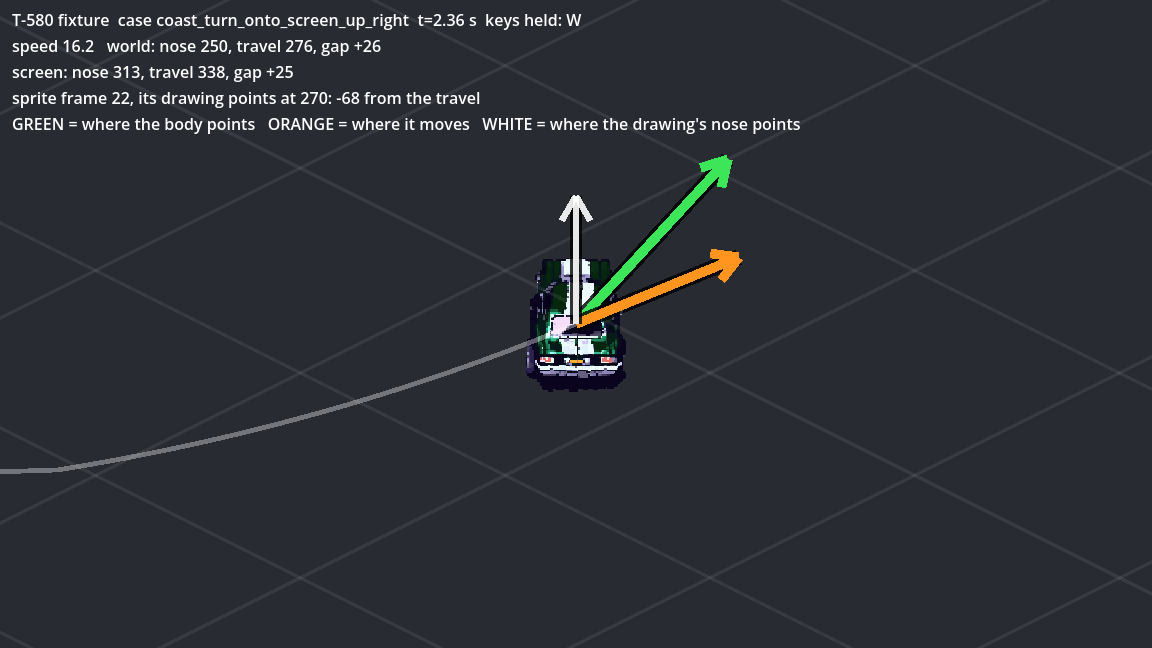 T-580 fixture  case coast_turn_onto_screen_up_right  t=2.36 s  keys held: W
speed 16.2   world: nose 250, travel 276, gap +26
screen: nose 313, travel 338, gap +25
sprite frame 22, its drawing points at 270: -68 from the travel
GREEN = where the body points   ORANGE = where it moves   WHITE = where the drawing's nose points